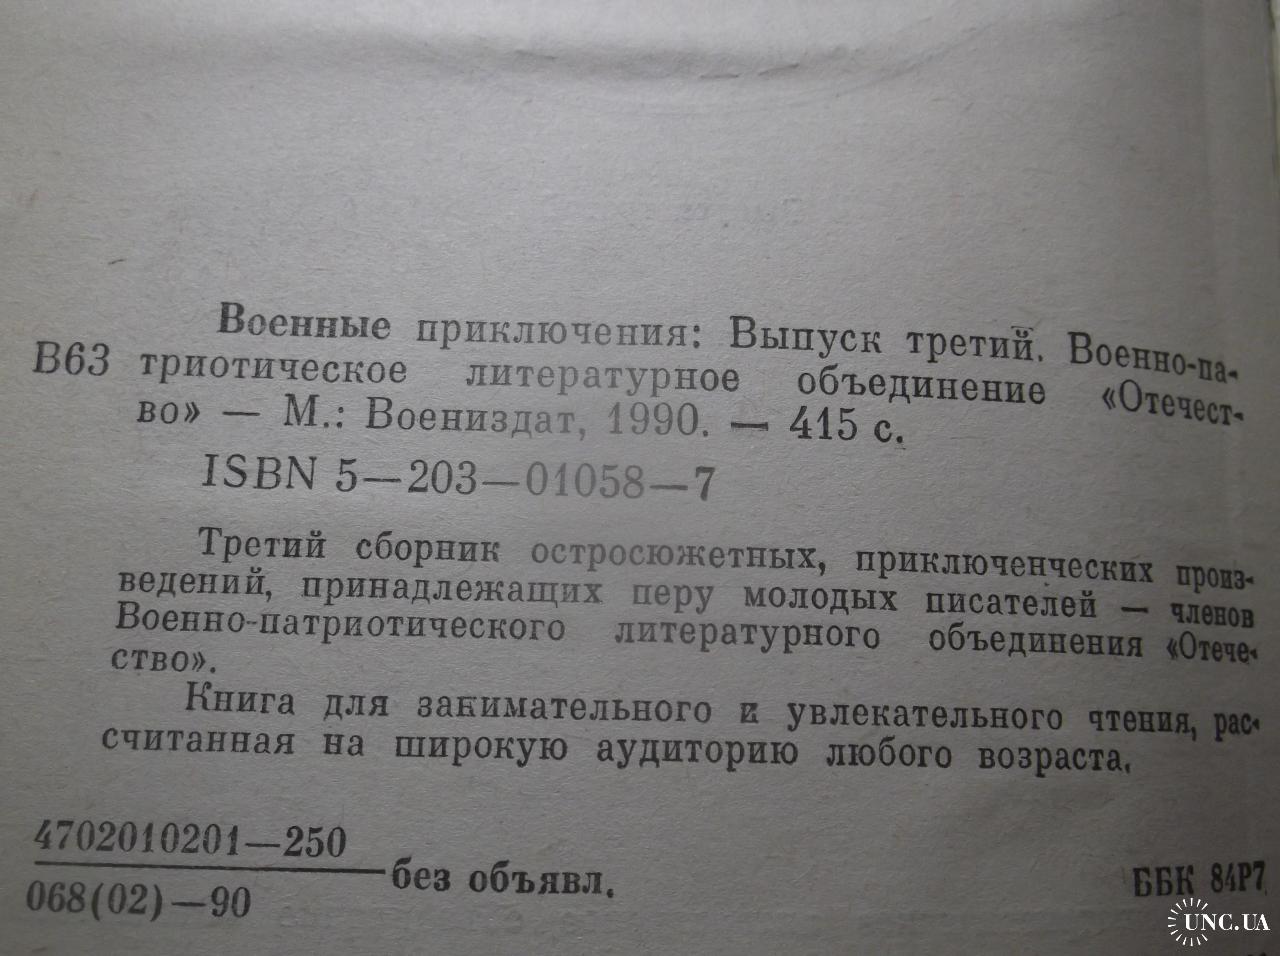 Военные приключения: Выпуск третий. Военно-па-
В63 триотическое литературное объединение «Отечест-
во» — М.: Воениздат, 1990. — 415 с.
ISBN 5—203—01058—7
Третий сборник остросюжетных, приключенческих произ-
ведений, принадлежащих перу молодых писателей — членов
Военно-патриотического литературного объединения «Отече-
ство».
Книга для занимательного и увлекательного чтения, рас-
считанная на широкую аудиторию любого возраста.
4702010201—250
068(02)—90
без объявл.
ББК 84Р7
UNC.UA